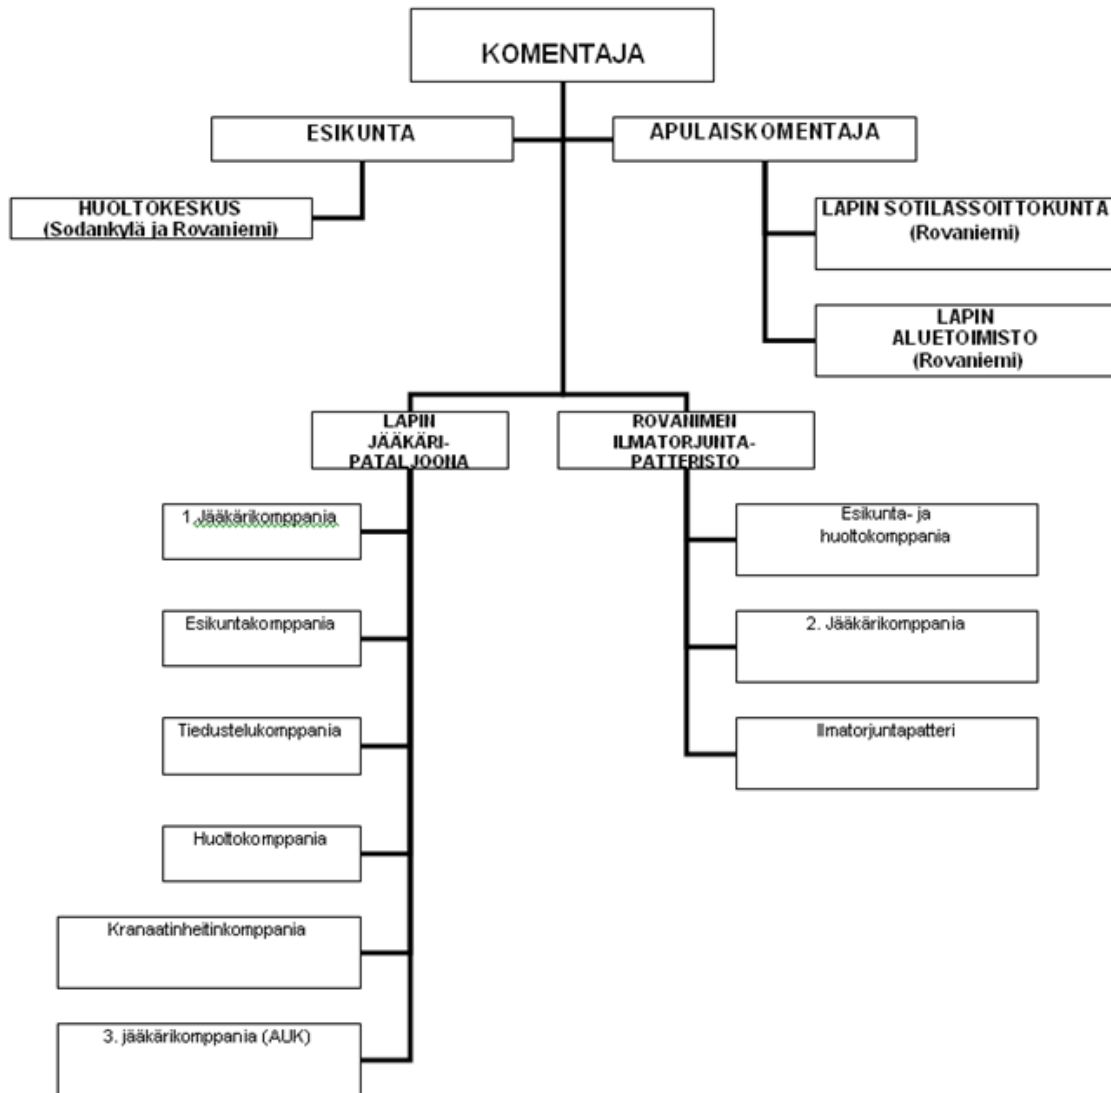 KOMENTAJA
ESIKUNTA
APULAISKOMENTAJA
HUOLTOKESKUS
(Sodankylä ja Rovaniemi)
LAPIN SOTILASSOITTOKUNTA
(Rovaniemi)
LAPIN
ALUETOIMISTO
(Rovaniemi)
LAPIN
JÄÄKÄRI-
PATALJOONA
ROVANIMEN
ILMATORJUNTA-
PATTERISTO
1.Jääkärikomppania
Esikuntakomppania
Tiedustelukomppania
Huoltokomppania
Kranaatinheitinkomppania
3. jääkärikomppania (AUK)
Esikunta- ja
huoltokomppania
2. Jääkärikomppania
Ilmatorjuntapatteri